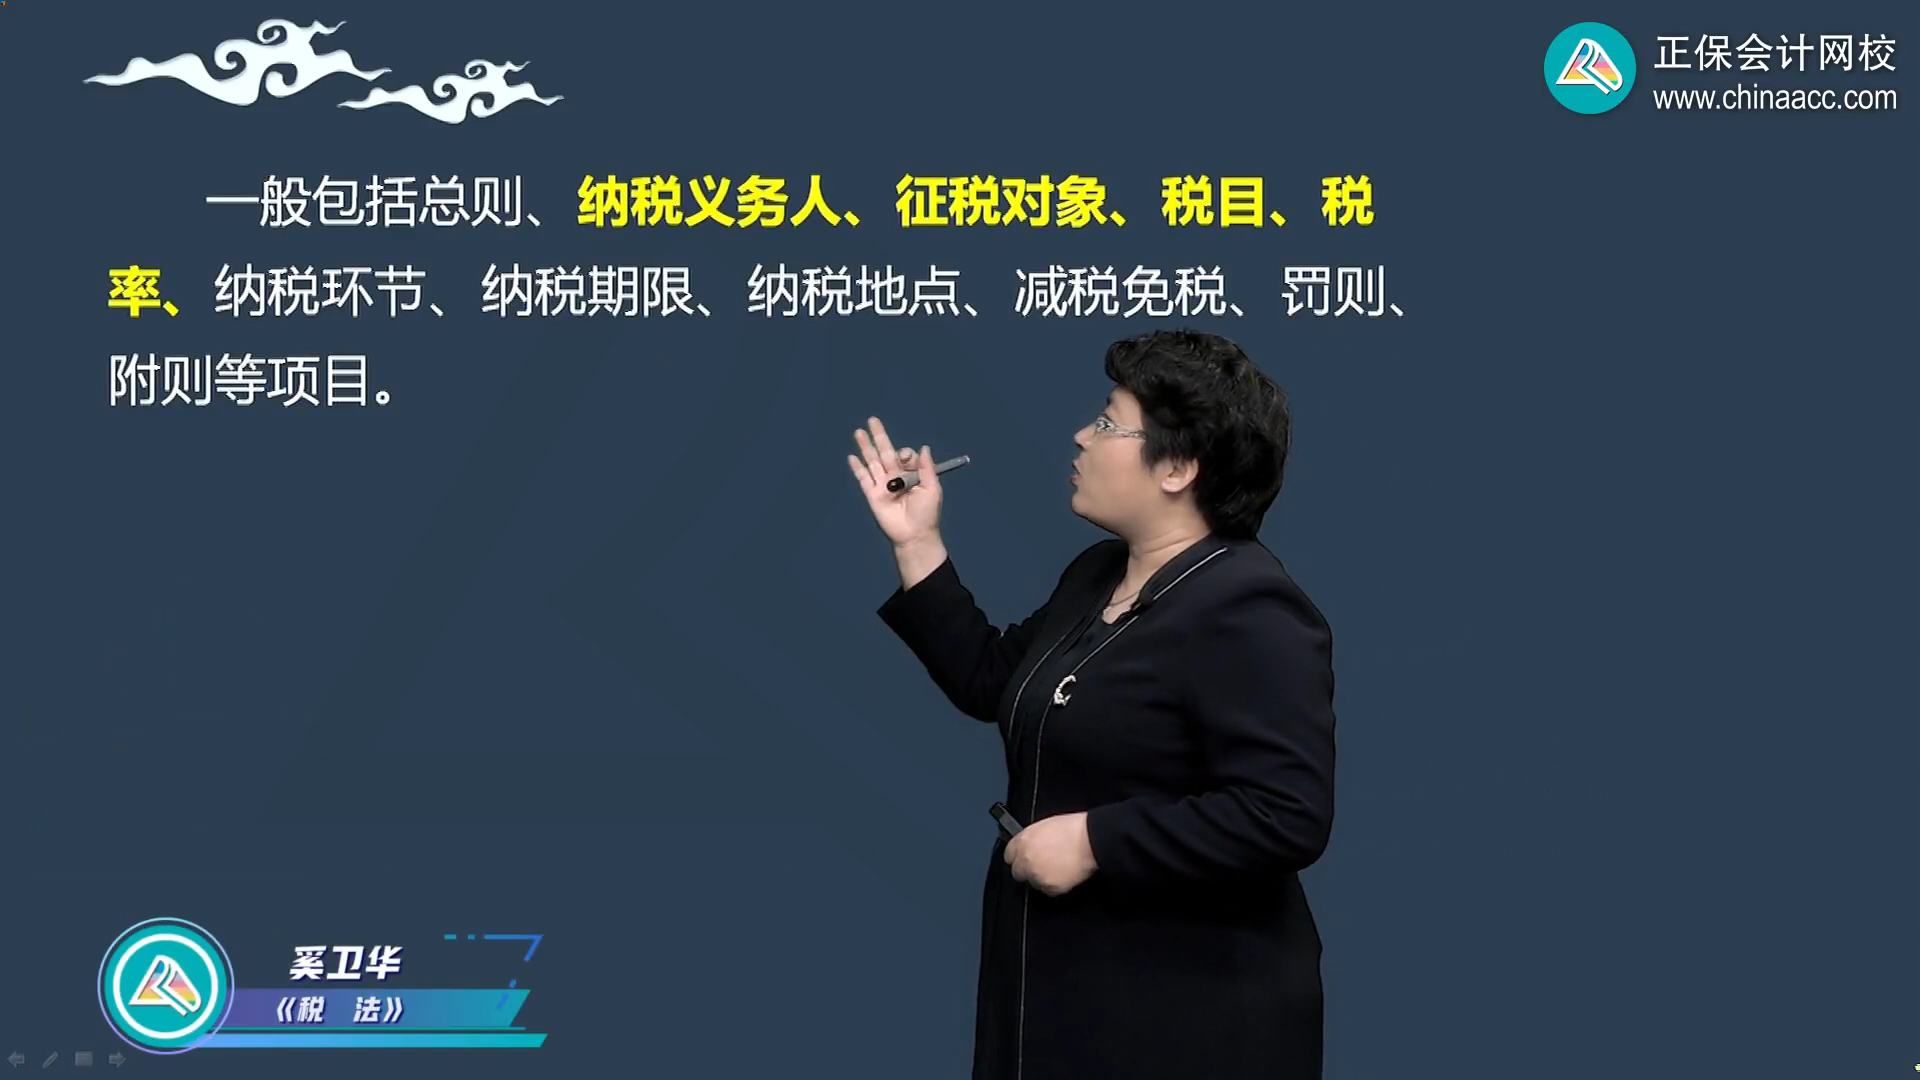 正保会计网校
www.chinaacc.com
一般包括总则、纳税义务人、征税对象、税目、税
率、纳税环节、纳税期限、纳税地点、减税免税、罚则、
附则等项目。
奚卫华
《税 法》